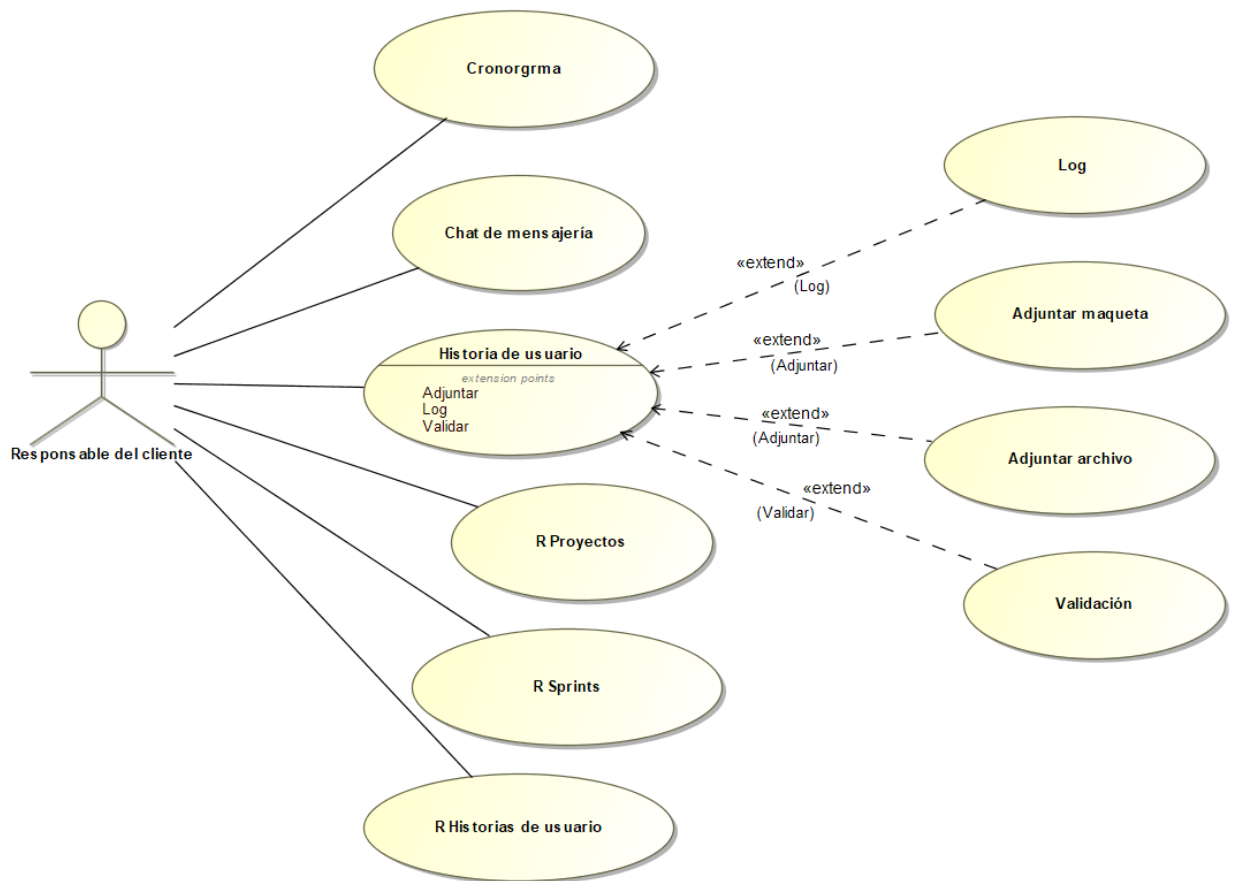 Cronorgrma
Log
Chat de mensajería
«extend»
(Log)
Adjuntar maqueta
«extend»
(Adjuntar)
Historia de usuario
extension points
Adjuntar
Log
Validar
«extend»
(Adjuntar)
Adjuntar archivo
Responsable del cliente
«extend»
(Validar)
R Proyectos
Validación
R Sprints
R Historias de usuario